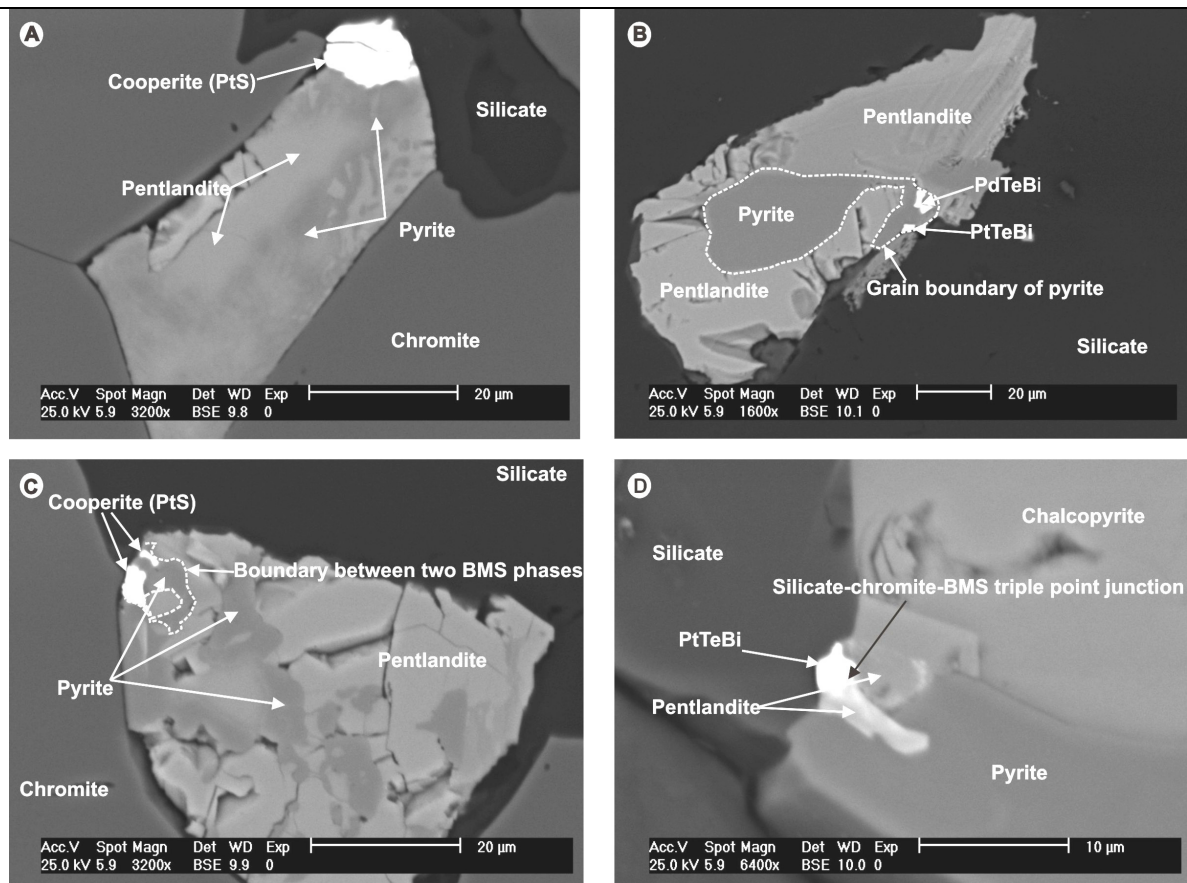 A
Cooperite (PtS)
Silicate
Pentlandite
Pyrite
Chromite
Acc.V Spot Magn Det WD Exp
25.0 kV 5.9 3200x BSE 9.8 0
20 µm
B
Pentlandite
PdTeBi
Pyrite
PtTeBi
Grain boundary of pyrite
Pentlandite
Silicate
Acc.V Spot Magn Det WD Exp
25.0 kV 5.9 1600x BSE 10.1 0
20 µm
C
Silicate
Cooperite (PtS)
Boundary between two BMS phases
Pentlandite
Pyrite
Chromite
Acc.V Spot Magn Det WD Exp
25.0 kV 5.9 3200x BSE 9.9 0
20 µm
D
Chalcopyrite
Silicate
Silicate-chromite-BMS triple point junction
PtTeBi
Pentlandite
Pyrite
Acc.V Spot Magn Det WD Exp
25.0 kV 5.9 6400x BSE 10.0 0
10 µm